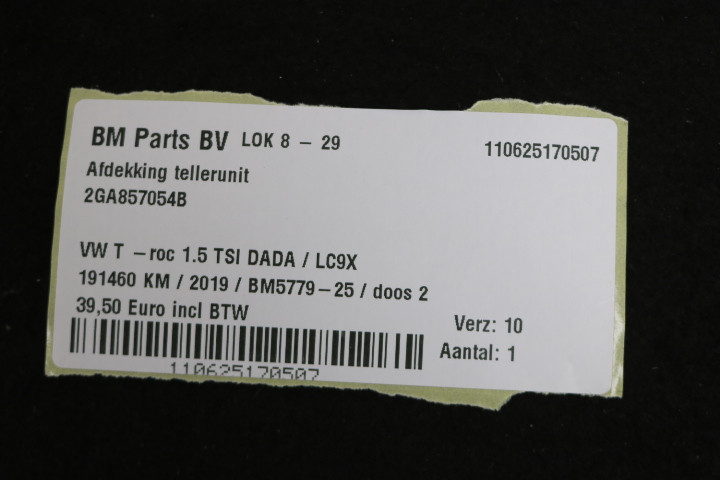 BM Parts BV LOK 8 - 29
110625170507
Afdekking tellerunit
2GA857054B
VW T -roc 1.5 TSI DADA / LC9X
191460 KM / 2019 / BM5779-25 / doos 2
39,50 Euro incl BTW
Verz: 10
Aantal: 1
110625170507